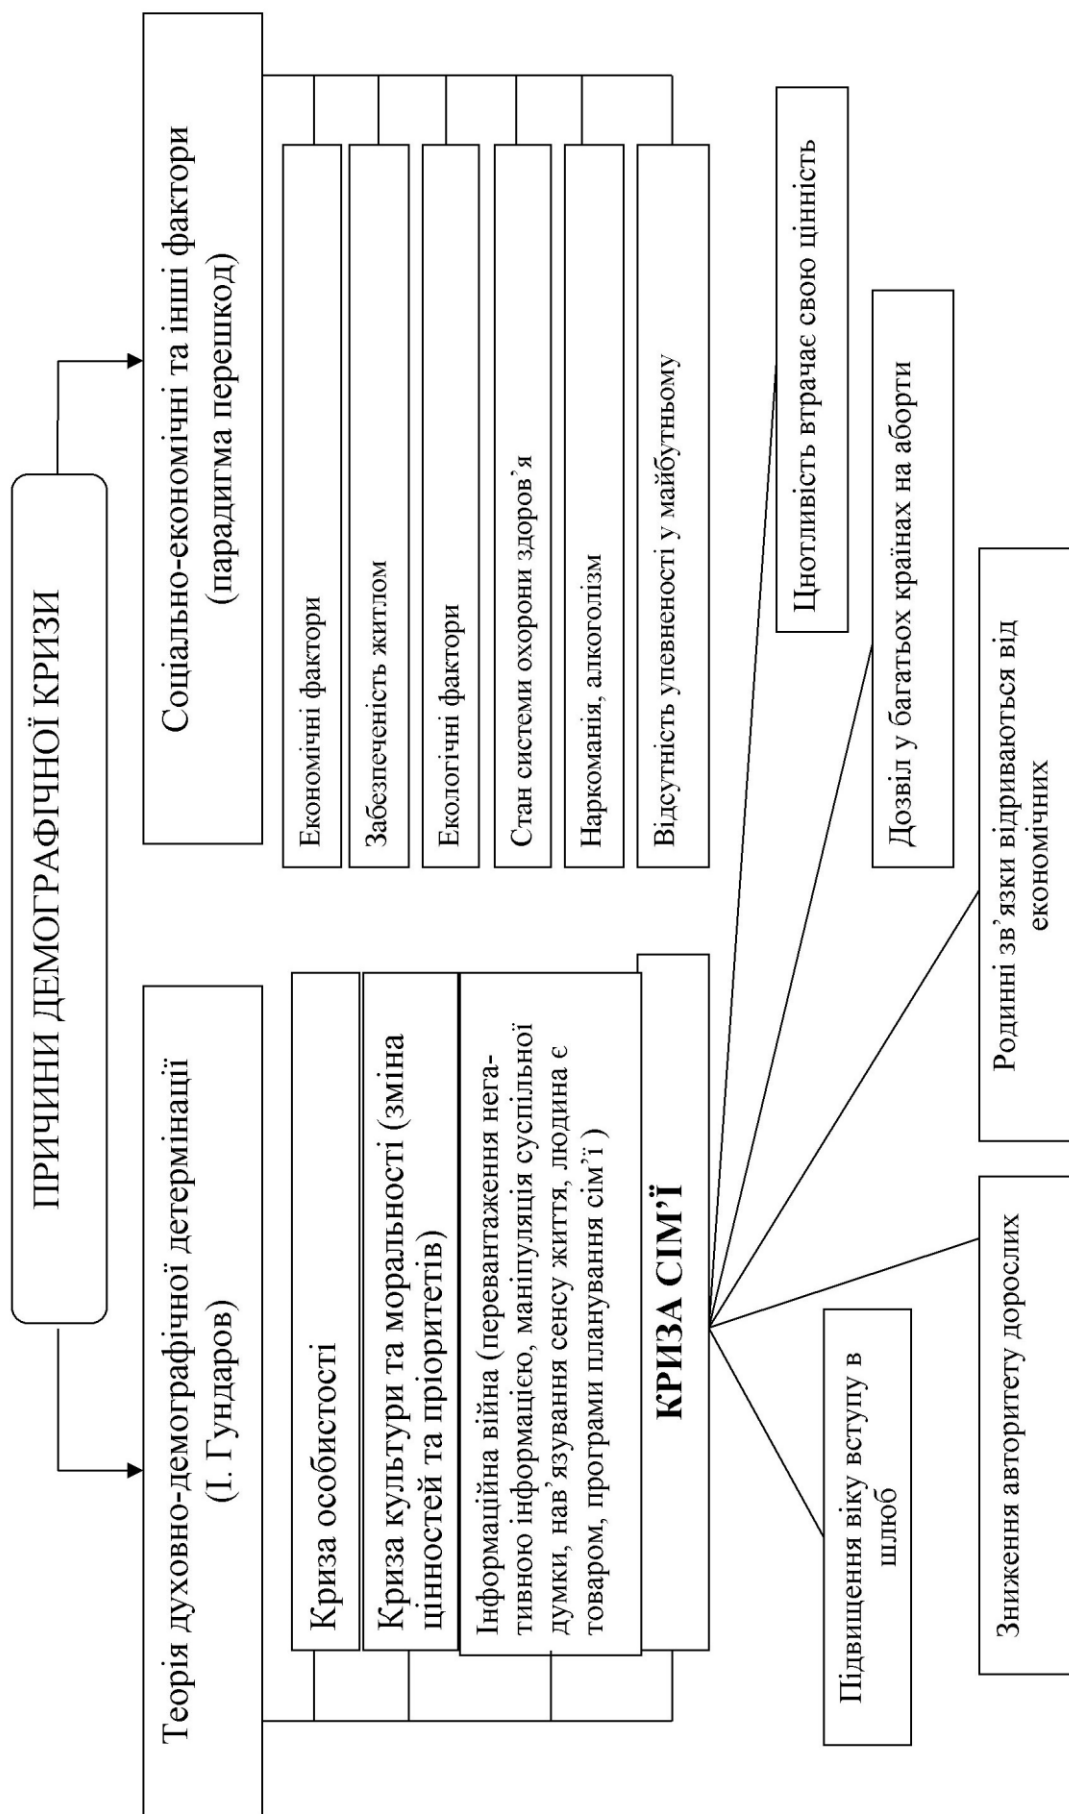 ПРИЧИНИ ДЕМОГРАФІЧНОЇ КРИЗИ
Теорія духовно-демографічної детермінації
(І. Гундаров)
Криза особистості
Криза культури та моральності (зміна
цінностей та пріоритетів)
Інформаційна війна (перевантаження нега-
тивною інформацією, маніпуляція суспільної
думки, нав’язування сенсу життя, людина є
товаром, програми планування сім’ї )
КРИЗА СІМ’Ї
Соціально-економічні та інші фактори
(парадигма перешкод)
Економічні фактори
Забезпеченість житлом
Екологічні фактори
Стан системи охорони здоров’я
Наркоманія, алкоголізм
Відсутність упевненості у майбутньому
Підвищення віку вступу в
шлюб
Зниження авторитету дорослих
Родинні зв’язки відриваються від
економічних
Дозвіл у багатьох країнах на аборти
Цнотливість втрачає свою цінність